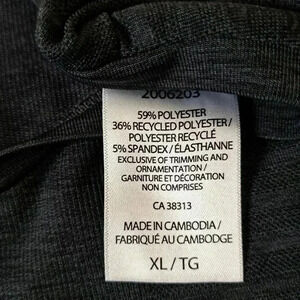 2006203
59% POLYESTER
36% RECYCLED POLYESTER /
POLYESTER RECYCLÉ
5% SPANDEX / ÉLASTHANNE
EXCLUSIVE OF TRIMMING AND
ORNAMENTATION /
GARNITURE ET DÉCORATION
NON COMPRISES
CA 38313
MADE IN CAMBODIA /
FABRIQUÉ AU CAMBODGE
XL / TG